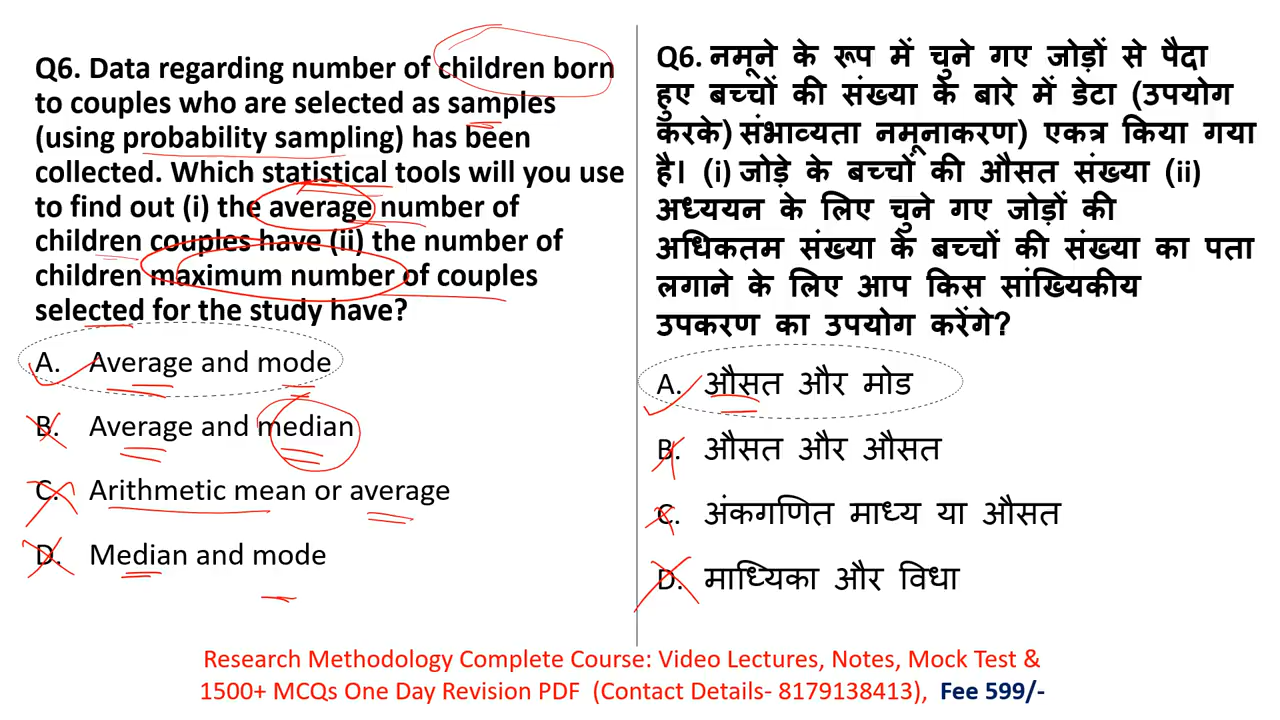 Q6. Data regarding number of children born
to couples who are selected as samples
(using probability sampling) has been
collected. Which statistical tools will you use
to find out (i) the average number of
children couples have (ii) the number of
children maximum number of couples
selected for the study have?
A. Average and mode
B. Average and median
C. Arithmetic mean or average
D. Median and mode
Q6. नमूने के रूप में चुने गए जोड़ों से पैदा
हुए बच्चों की संख्या के बारे में डेटा (उपयोग
करके) संभाव्यता नमूनाकरण) एकत्र किया गया
है। (i) जोड़े के बच्चों की औसत संख्या (ii)
अध्ययन के लिए चुने गए जोड़ों की
अधिकतम संख्या के बच्चों की संख्या का पता
लगाने के लिए आप किस सांख्यिकीय
उपकरण का उपयोग करेंगे?
A. औसत और मोड
B. औसत और औसत
C. अंकगणित माध्य या औसत
D. माध्यिका और विधा
Research Methodology Complete Course: Video Lectures, Notes, Mock Test &
1500+ MCQs One Day Revision PDF (Contact Details- 8179138413), Fee 599/-